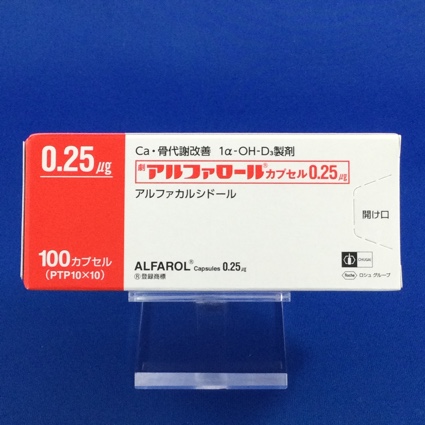 0.25μg
100カプセル
(PTP10×10)
Ca・骨代謝改善 1α-OH-D₃製剤
劇 アルファロール® カプセル 0.25μg
アルファカルシドール
開け口
ALFAROL® Capsules 0.25μg
®登録商標
CHUGAI
Roche ロシュ グループ